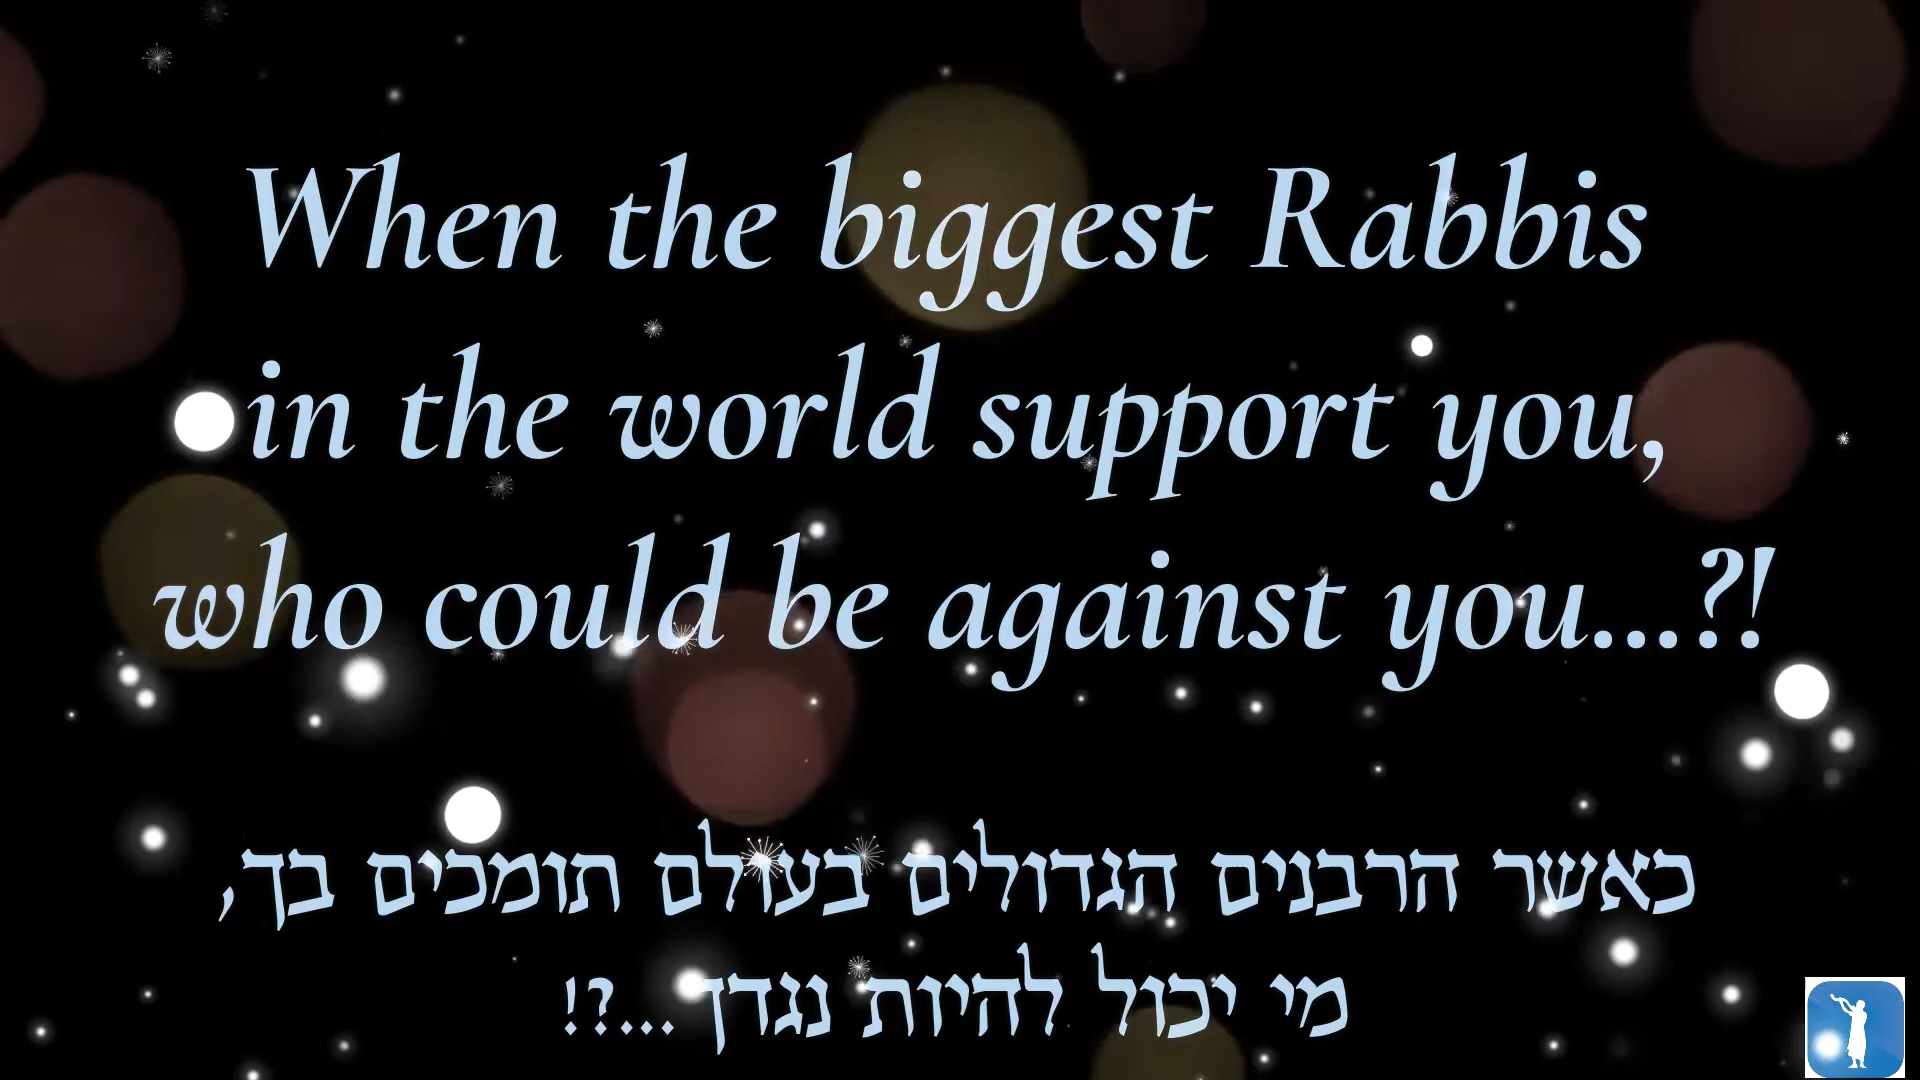 When the biggest Rabbis
in the world support you,
who could be against you...?!
כאשר הרבנים הגדולים בעולם תומכים בך,
מי יכול להיות נגדך...?!